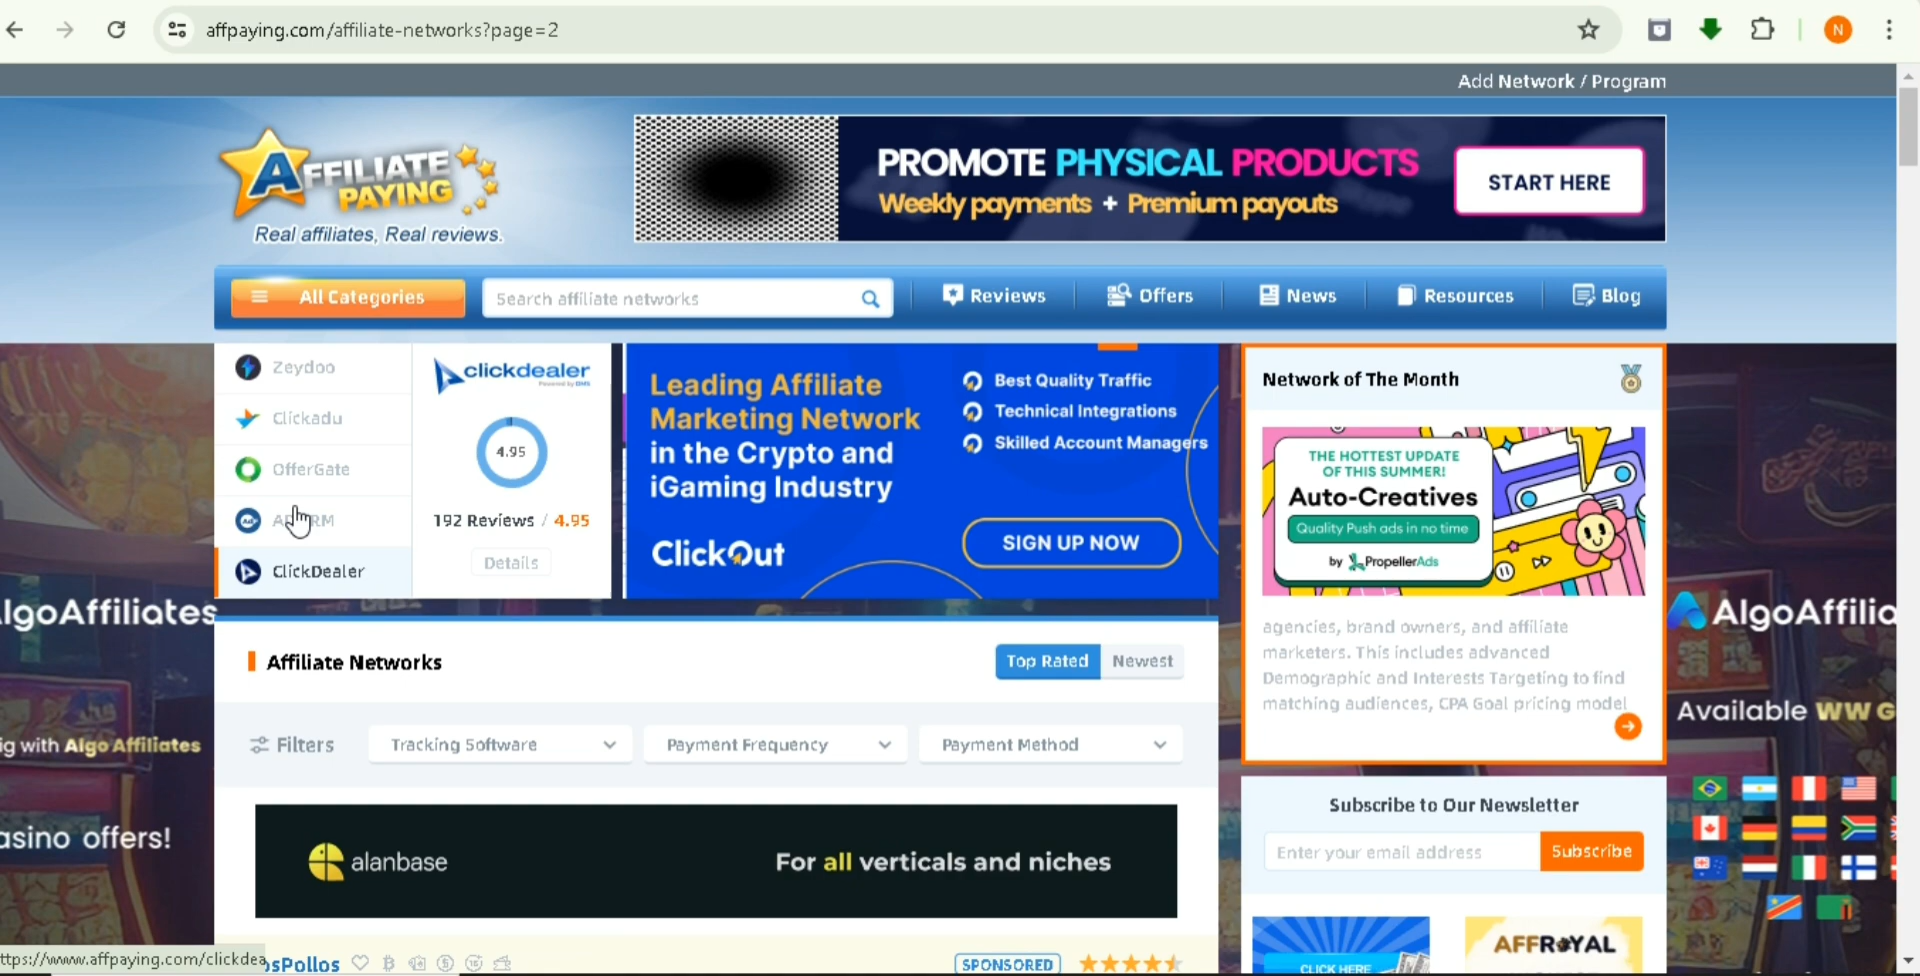 affpaying.com/affiliate-networks?page=2
N
Add Network / Program
AFFILIATE
PAYING
Real affiliates, Real reviews.
PROMOTE PHYSICAL PRODUCTS
Weekly payments + Premium payouts
START HERE
All Categories
Search affiliate networks
Reviews
Offers
News
Resources
Blog
Zeydoo
Clickadu
OfferGate
ClickDealer
clickdealer
Powered by DMS
4.95
192 Reviews / 4.95
Details
Leading Affiliate
Marketing Network
in the Crypto and
iGaming Industry
ClickOut
Best Quality Traffic
Technical Integrations
Skilled Account Managers
SIGN UP NOW
Network of The Month
THE HOTTEST UPDATE
OF THIS SUMMER!
Auto-Creatives
Quality Push ads in no time
by PropellerAds
agencies, brand owners, and affiliate
marketers. This includes advanced
Demographic and Interests Targeting to find
matching audiences, CPA Goal pricing model
lgoAffiliates
ig with Algo Affiliates
asino offers!
AlgoAffilia
Available WW G
Affiliate Networks
Top Rated
Newest
Filters
Tracking Software
Payment Frequency
Payment Method
alanbase
For all verticals and niches
Subscribe to Our Newsletter
Enter your email address
Subscribe
osPollos
SPONSORED
CLICK HERE
AFFROYAL
ttps://www.affpaying.com/clickdea